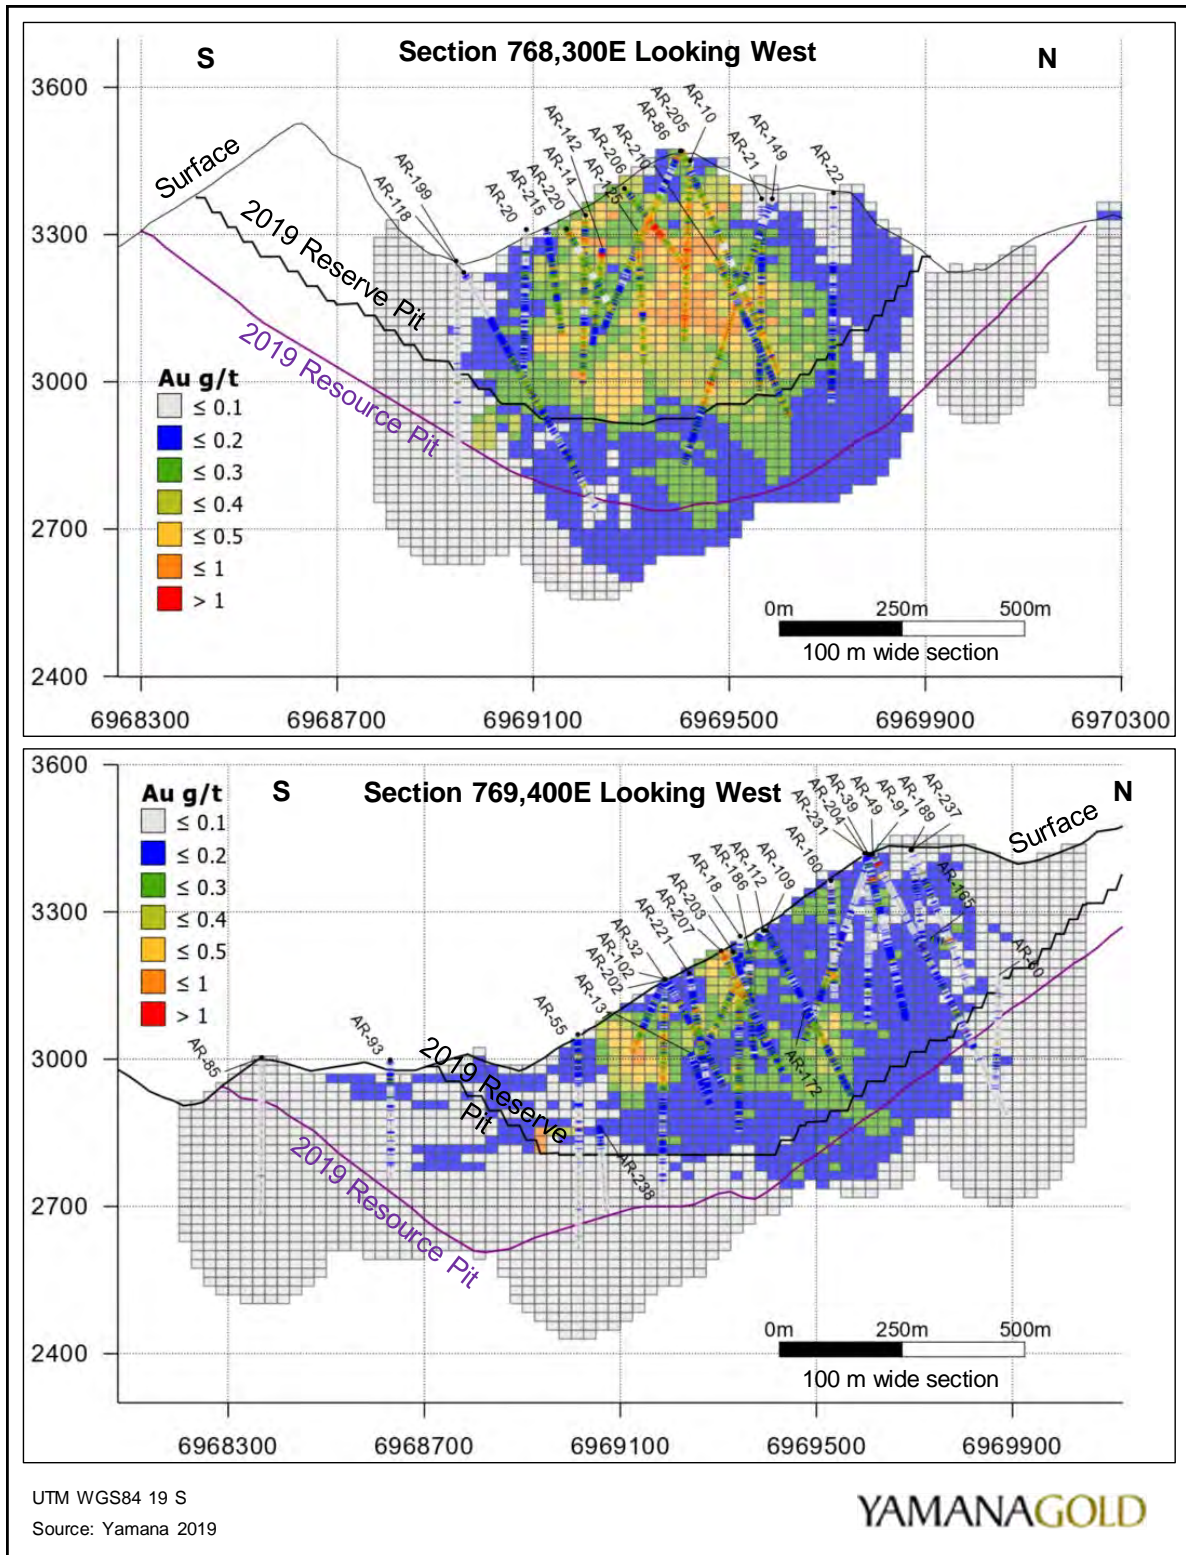 Section 768,300E Looking West
S
N
3600
3300
3000
2700
2400
Surface
2019 Reserve Pit
2019 Resource Pit
AR-118
AR-199
AR-20
AR-215
AR-220
AR-14
AR-142
AR-125
AR-206
AR-210
AR-86
AR-205
AR-10
AR-21
AR-149
AR-22
Au g/t
≤ 0.1
≤ 0.2
≤ 0.3
≤ 0.4
≤ 0.5
≤ 1
> 1
0m 250m 500m
100 m wide section
6968300 6968700 6969100 6969500 6969900 6970300
Section 769,400E Looking West
S
N
3600
3300
3000
2700
2400
Au g/t
≤ 0.1
≤ 0.2
≤ 0.3
≤ 0.4
≤ 0.5
≤ 1
> 1
Surface
2019 Reserve
Pit
2019 Resource Pit
AR-85
AR-93
AR-55
AR-131
AR-202
AR-102
AR-32
AR-221
AR-207
AR-203
AR-18
AR-186
AR-112
AR-109
AR-160
AR-231
AR-204
AR-39
AR-49
AR-91
AR-189
AR-237
AR-165
AR-60
AR-172
AR-238
0m 250m 500m
100 m wide section
6968300 6968700 6969100 6969500 6969900
UTM WGS84 19 S
Source: Yamana 2019
YAMANAGOLD